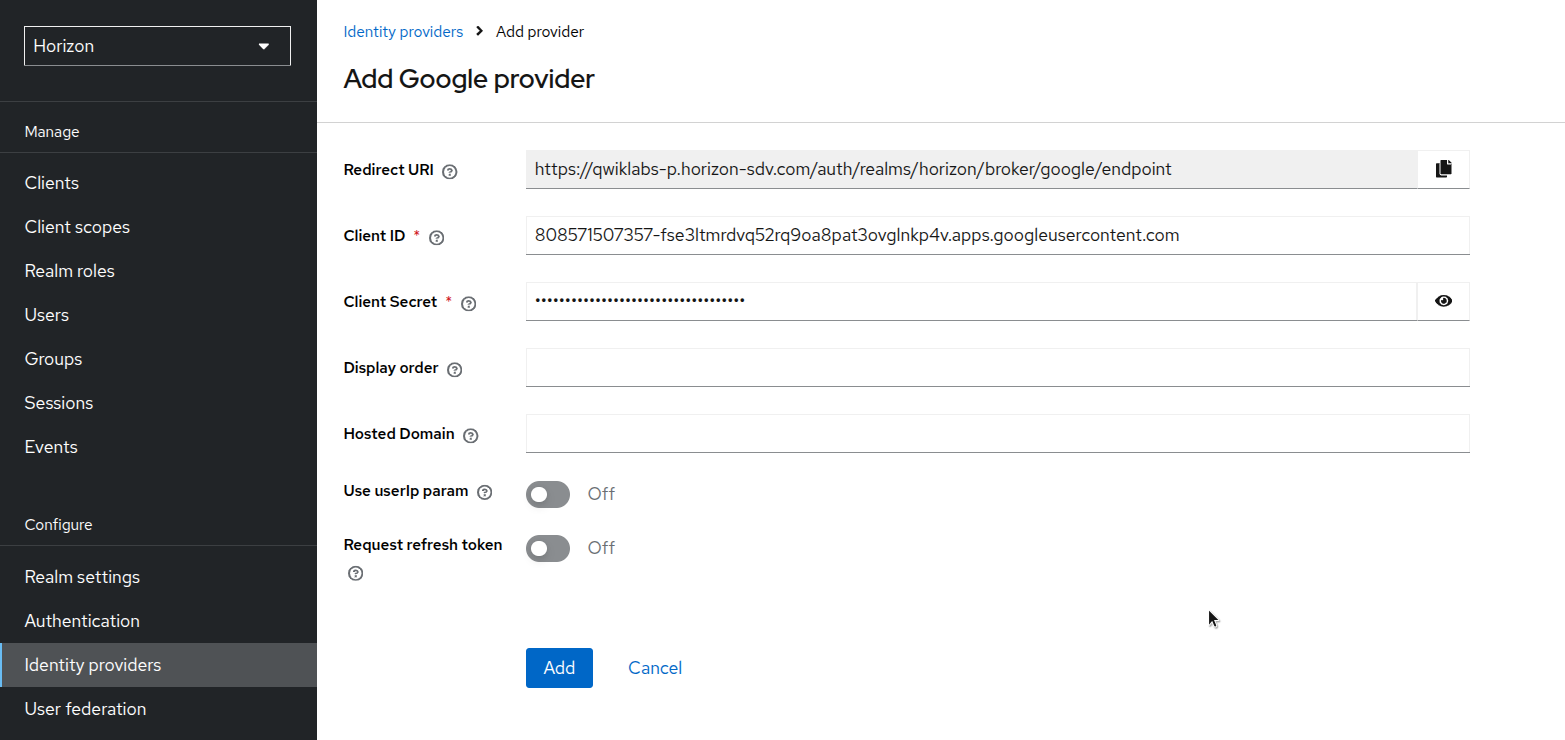 Horizon
Manage
Clients
Client scopes
Realm roles
Users
Groups
Sessions
Events
Configure
Realm settings
Authentication
Identity providers
User federation
Identity providers > Add provider
Add Google provider
Redirect URI
https://qwiklabs-p.horizon-sdv.com/auth/realms/horizon/broker/google/endpoint
Client ID *
808571507357-fse3ltmrdvq52rq9oa8pat3ovglnkp4v.apps.googleusercontent.com
Client Secret *
•••••••••••••••••••••••••••••••••••
Display order
Hosted Domain
Use userIp param
Off
Request refresh token
Off
Add
Cancel